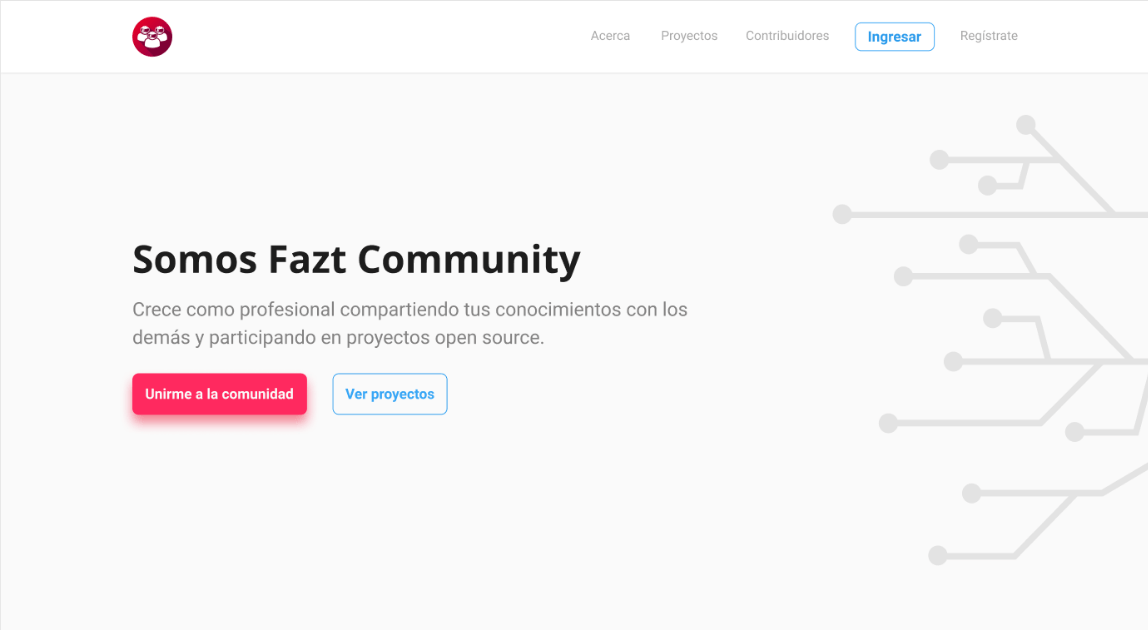 Acerca
Proyectos
Contribuidores
Ingresar
Regístrate
Somos Fazt Community
Crece como profesional compartiendo tus conocimientos con los
demás y participando en proyectos open source.
Unirme a la comunidad
Ver proyectos